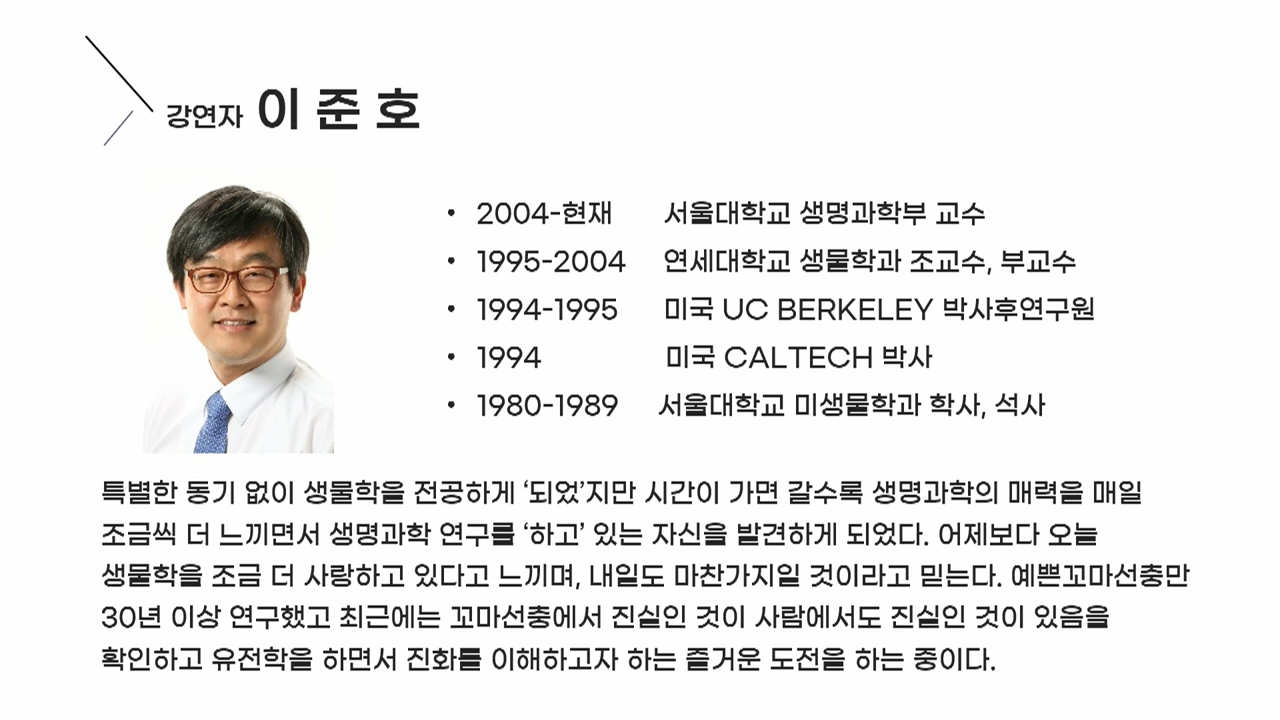 강연자 이 준 호
• 2004-현재 서울대학교 생명과학부 교수
• 1995-2004 연세대학교 생물학과 조교수, 부교수
• 1994-1995 미국 UC BERKELEY 박사후연구원
• 1994 미국 CALTECH 박사
• 1980-1989 서울대학교 미생물학과 학사, 석사
특별한 동기 없이 생물학을 전공하게 ‘되었’지만 시간이 가면 갈수록 생명과학의 매력을 매일
조금씩 더 느끼면서 생명과학 연구를 ‘하고’ 있는 자신을 발견하게 되었다. 어제보다 오늘
생물학을 조금 더 사랑하고 있다고 느끼며, 내일도 마찬가지일 것이라고 믿는다. 예쁜꼬마선충만
30년 이상 연구했고 최근에는 꼬마선충에서 진실인 것이 사람에서도 진실인 것이 있음을
확인하고 유전학을 하면서 진화를 이해하고자 하는 즐거운 도전을 하는 중이다.